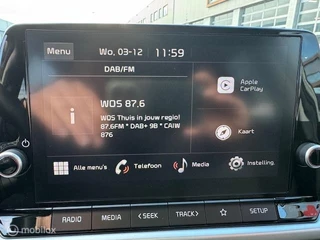 Menu
Wo, 03-12
11:59
DAB/FM
WOS 87.6
WOS Thuis in jouw regio!
87.6FM * DAB+ 9B * CAIW
876
Apple
CarPlay
Kaart
Alle menu's
Telefoon
Media
Instelling.
RADIO
MEDIA
< SEEK
TRACK >
SETUP
© Marktplaats